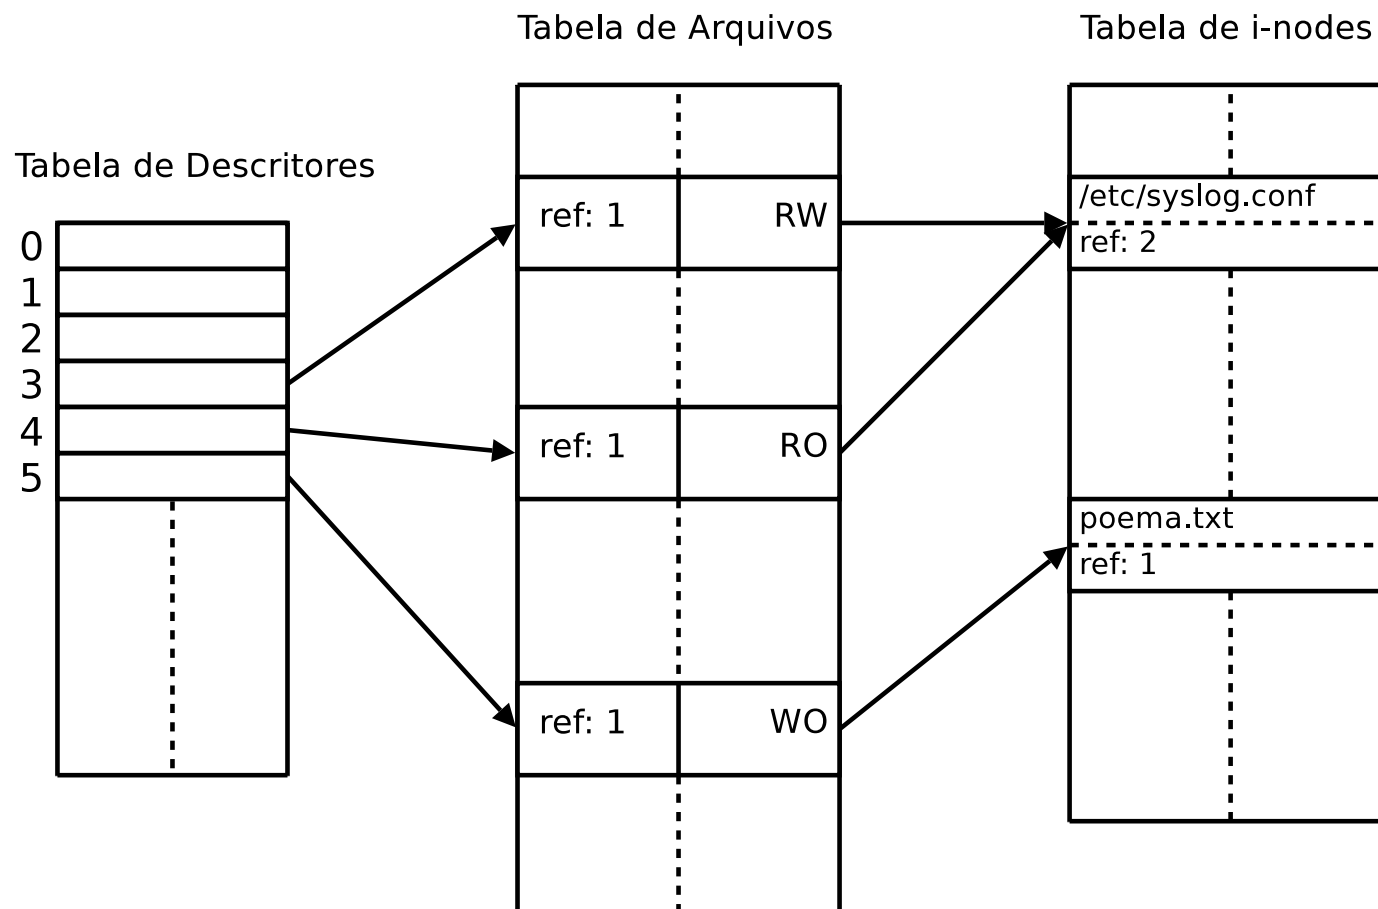 Tabela de Arquivos
Tabela de i-nodes
Tabela de Descritores
0
1
2
3
4
5
ref: 1 RW
ref: 1 RO
ref: 1 WO
/etc/syslog.conf
ref: 2
poema.txt
ref: 1